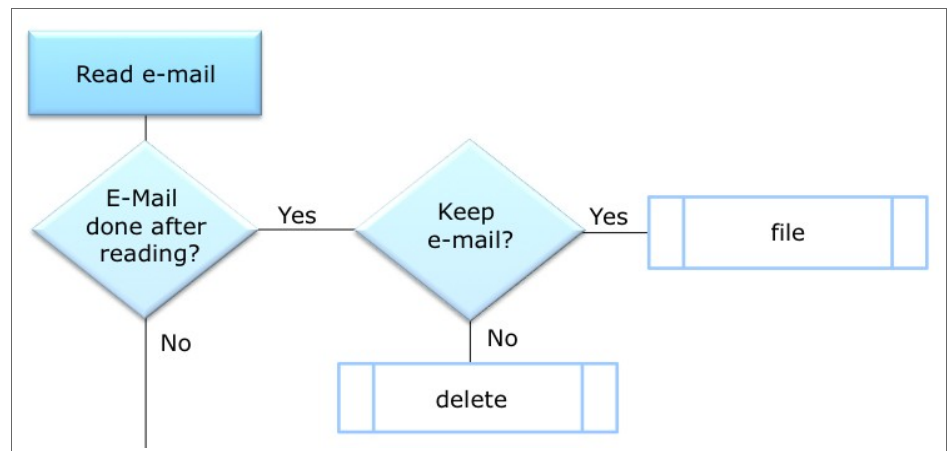 Read e-mail
E-Mail
done after
reading?
Yes
Keep
e-mail?
Yes
file
No
No
delete